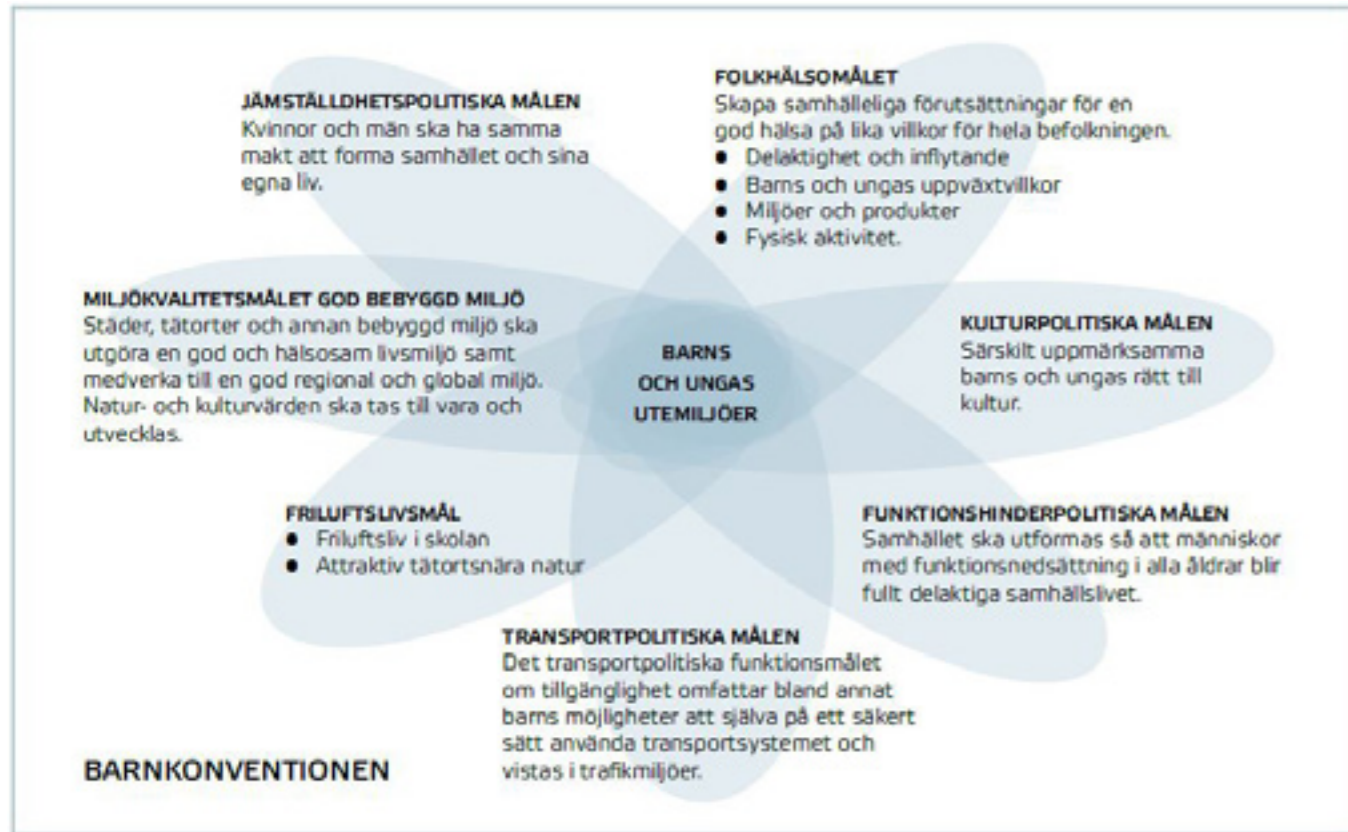 JÄMSTÄLLDHETSPOLITISKA MÅLEN
Kvinnor och män ska ha samma
makt att forma samhället och sina
egna liv.
FOLKHÄLSOMÅLET
Skapa samhälleliga förutsättningar för en
god hälsa på lika villkor för hela befolkningen.
● Delaktighet och inflytande
● Barns och ungas uppväxtvillkor
● Miljöer och produkter
● Fysisk aktivitet.
MILJÖKVALITETSMÅLET GOD BEBYGGD MILJÖ
Städer, tätorter och annan bebyggd miljö ska
utgöra en god och hälsosam livsmiljö samt
medverka till en god regional och global miljö.
Natur- och kulturvärden ska tas till vara och
utvecklas.
BARNS
OCH UNGAS
UTEMILJÖER
KULTURPOLITISKA MÅLEN
Särskilt uppmärksamma
barns och ungas rätt till
kultur.
FRILUFTSLIVSMÅL
● Friluftsliv i skolan
● Attraktiv tätortsnära natur
FUNKTIONSHINDERPOLITISKA MÅLEN
Samhället ska utformas så att människor
med funktionsnedsättning i alla åldrar blir
fullt delaktiga samhällslivet.
TRANSPORTPOLITISKA MÅLEN
Det transportpolitiska funktionsmålet
om tillgänglighet omfattar bland annat
barns möjligheter att själva på ett säkert
sätt använda transportsystemet och
vistas i trafikmiljöer.
BARNKONVENTIONEN